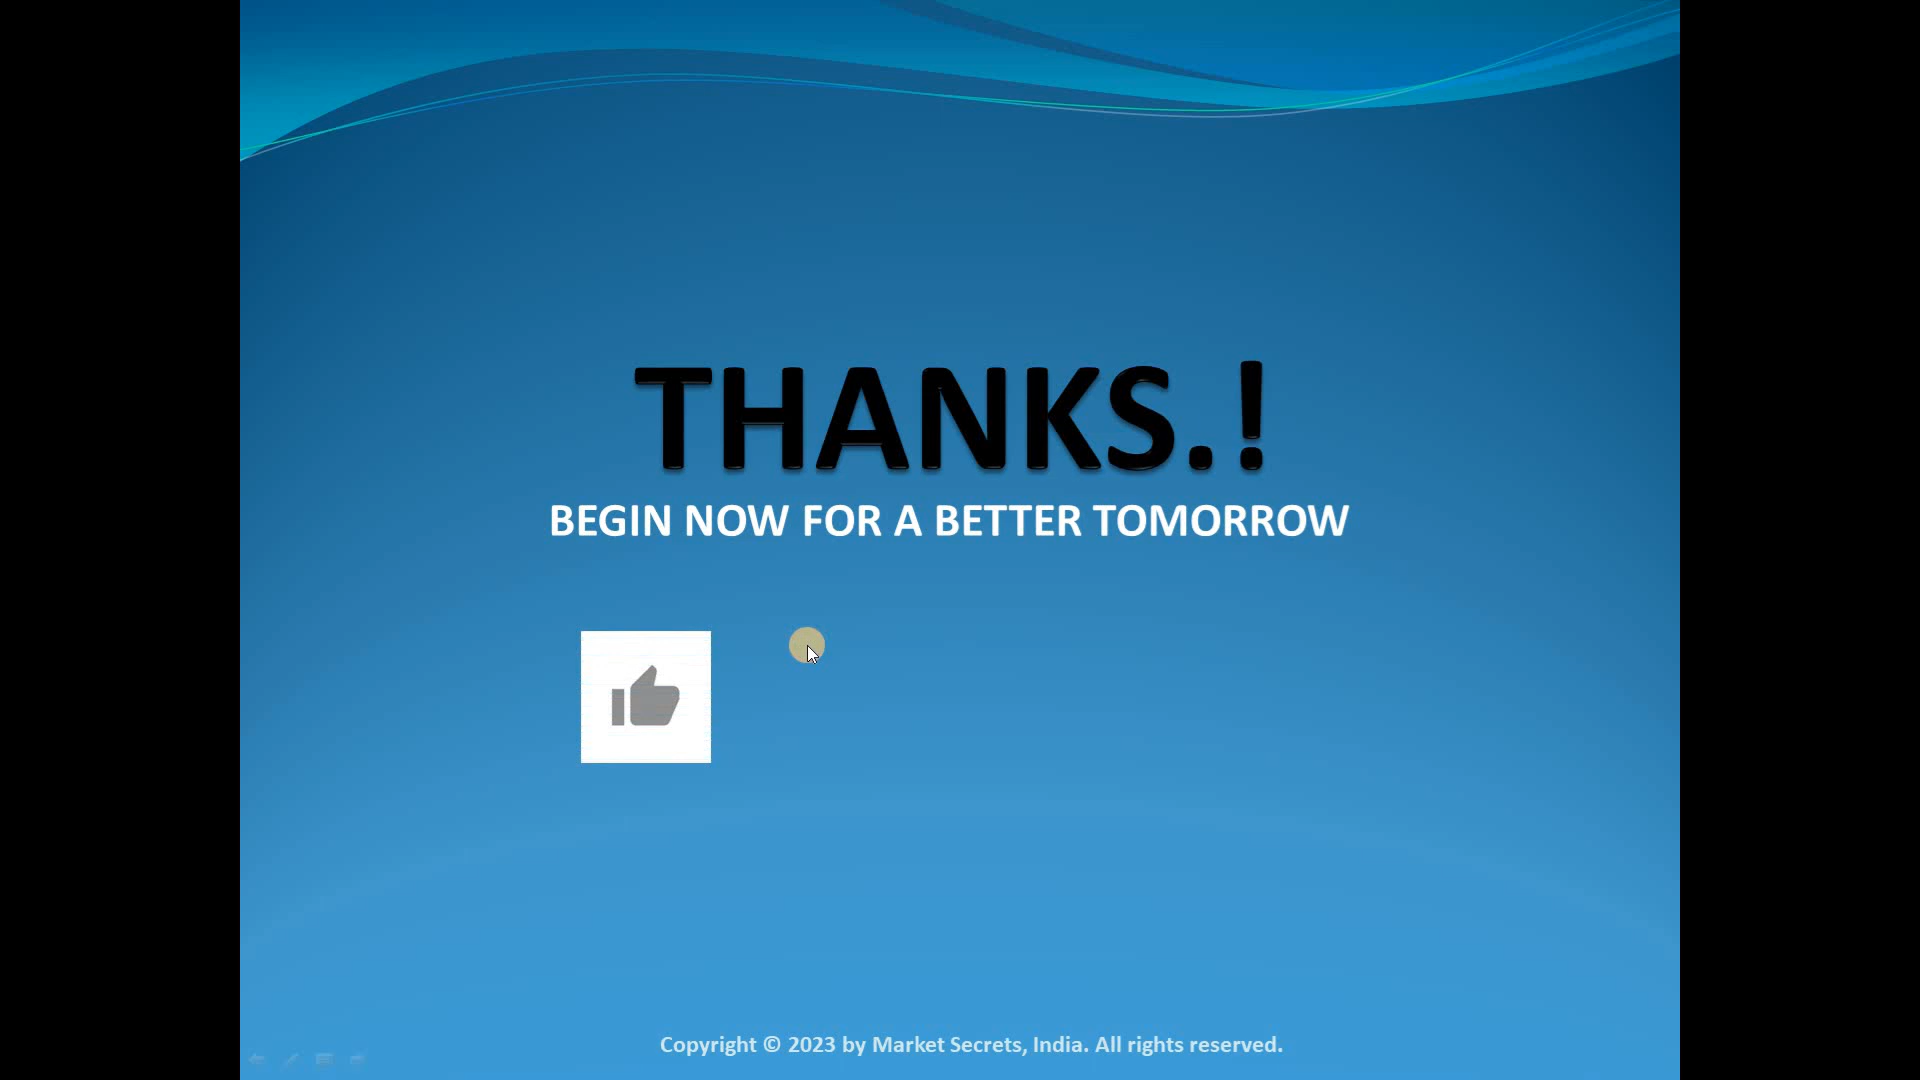 THANKS.!
BEGIN NOW FOR A BETTER TOMORROW
Copyright © 2023 by Market Secrets, India. All rights reserved.